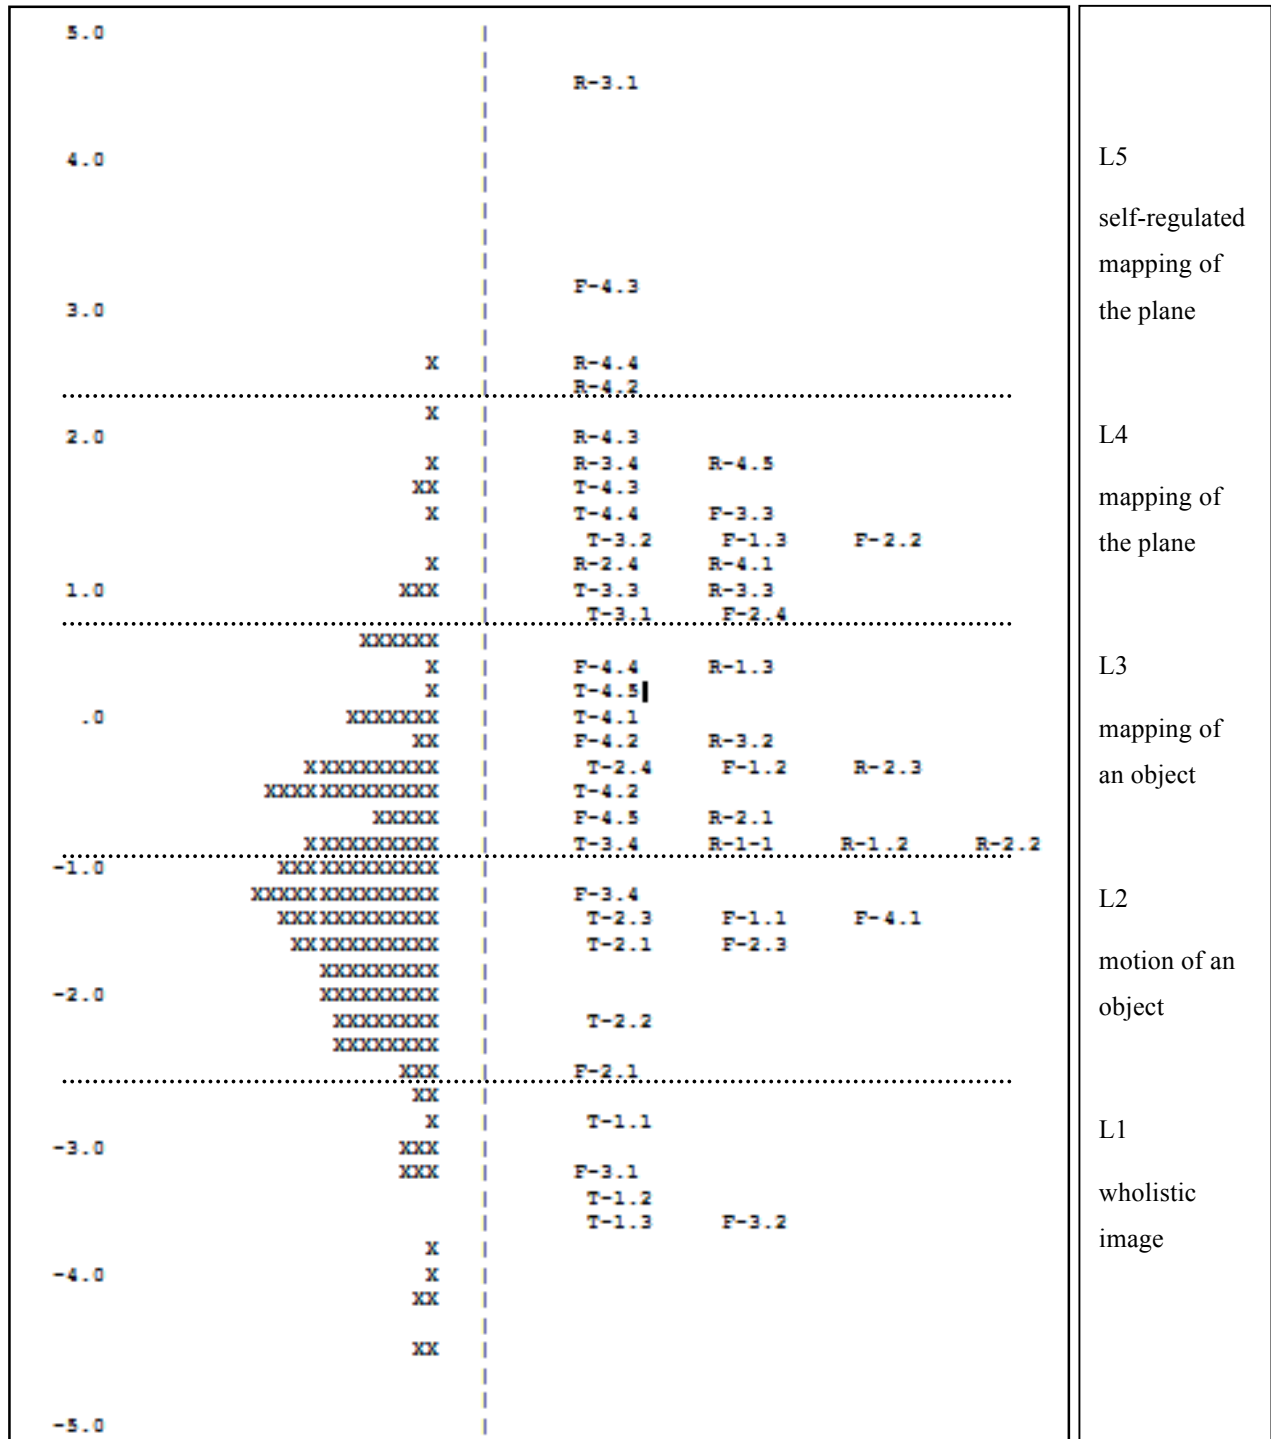 5.0
R-3.1
4.0
F-4.3
3.0
X R-4.4
R-4.2
X
2.0 R-4.3
X R-3.4 R-4.5
XX T-4.3
X T-4.4 F-3.3
T-3.2 F-1.3 F-2.2
X R-2.4 R-4.1
1.0 XXX T-3.3 R-3.3
T-3.1 F-2.4
XXXXXX
X F-4.4 R-1.3
X T-4.5
.0 XXXXXXX T-4.1
XX F-4.2 R-3.2
XXXXXXXXXX T-2.4 F-1.2 R-2.3
XXXXXXXXXXXXX T-4.2
XXXXX F-4.5 R-2.1
XXXXXXXXXX T-3.4 R-1-1 R-1.2 R-2.2
-1.0 XXXXXXXXXXXX
XXXXXXXXXXXXXX F-3.4
XXXXXXXXXXXX T-2.3 F-1.1 F-4.1
XXXXXXXXXXX T-2.1 F-2.3
XXXXXXXXX
-2.0 XXXXXXXXX
XXXXXXXX T-2.2
XXXXXXXX
XXX F-2.1
XX
X T-1.1
-3.0 XXX
XXX F-3.1
T-1.2
T-1.3 F-3.2
X
-4.0 X
XX
XX
-5.0
L5
self-regulated
mapping of
the plane
L4
mapping of
the plane
L3
mapping of
an object
L2
motion of an
object
L1
wholistic
image